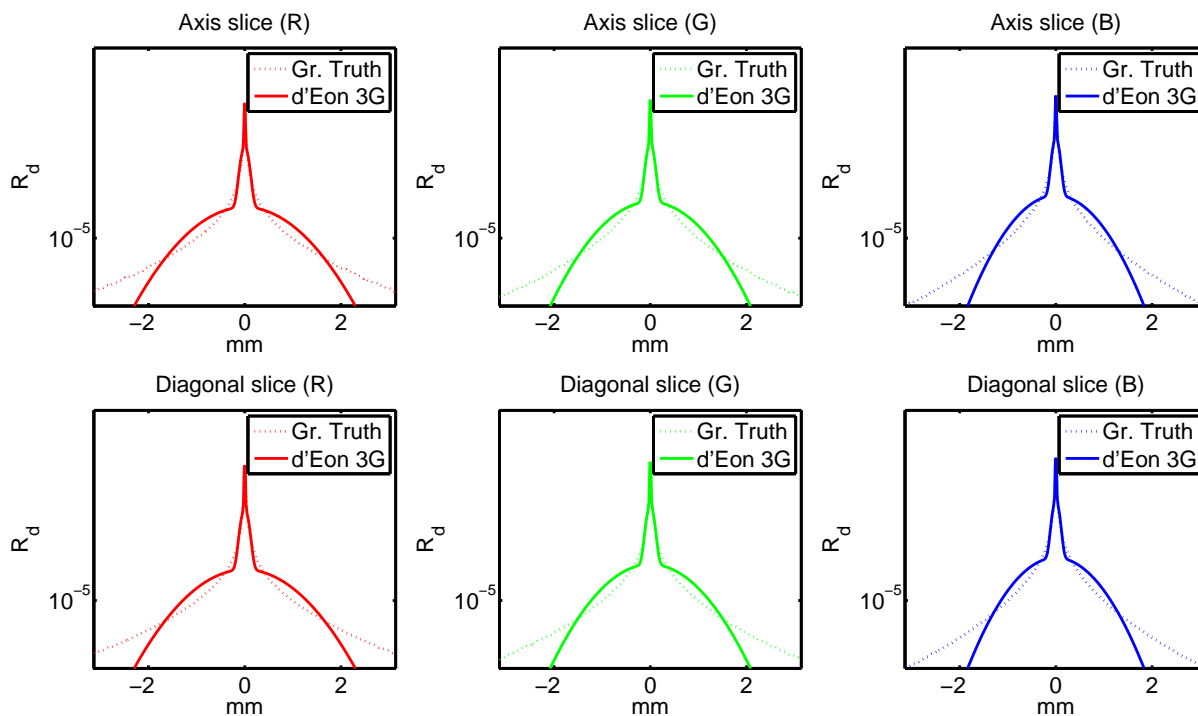 Axis slice (R)
Gr. Truth
d'Eon 3G
R_d
10^−5
−2 0 2
mm
Axis slice (G)
Gr. Truth
d'Eon 3G
R_d
10^−5
−2 0 2
mm
Axis slice (B)
Gr. Truth
d'Eon 3G
R_d
10^−5
−2 0 2
mm
Diagonal slice (R)
Gr. Truth
d'Eon 3G
R_d
10^−5
−2 0 2
mm
Diagonal slice (G)
Gr. Truth
d'Eon 3G
R_d
10^−5
−2 0 2
mm
Diagonal slice (B)
Gr. Truth
d'Eon 3G
R_d
10^−5
−2 0 2
mm